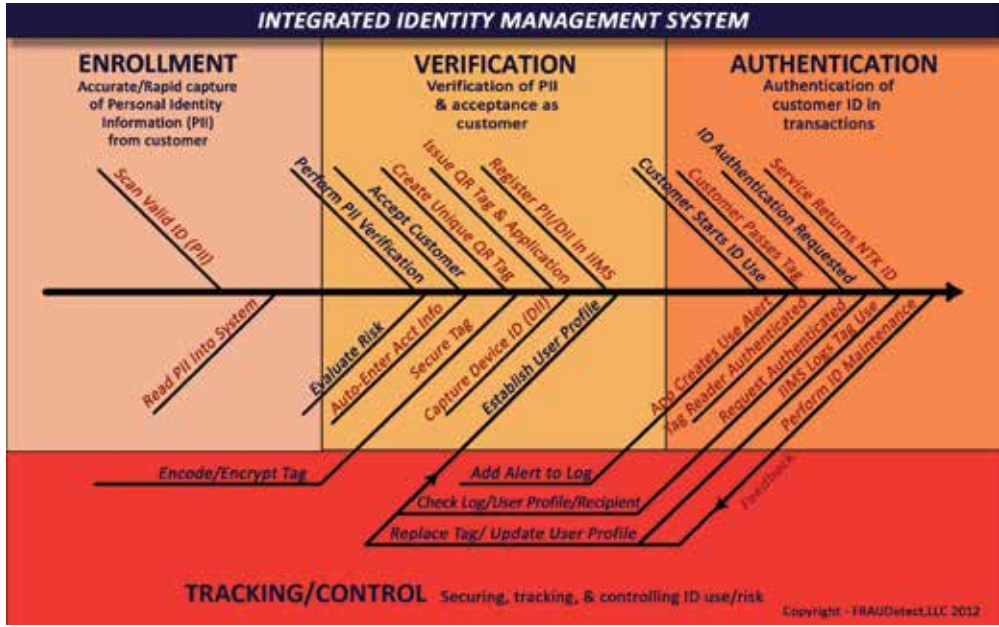 INTEGRATED IDENTITY MANAGEMENT SYSTEM
ENROLLMENT
Accurate/Rapid capture
of Personal Identity
Information (PII)
from customer
VERIFICATION
Verification of PII
& acceptance as
customer
AUTHENTICATION
Authentication of
customer ID in
transactions
Scan Valid ID (PII)
Perform PII Verification
Accept Customer
Create Unique QR Tag
Issue QR Tag & Application
Register PII/DII in IIMS
Customer Starts ID Use
Customer Passes Tag
ID Authentication Requested
Service Returns NTK ID
Read PII Into System
Evaluate Risk
Auto-Enter Acct Info
Secure Tag
Capture Device ID (DII)
Establish User Profile
App Creates Use Alert
Tag Reader Authenticated
Request Authenticated
IIMS Logs Tag Use
Perform ID Maintenance
Encode/Encrypt Tag
Add Alert to Log
Check Log/User Profile/Recipient
Replace Tag/ Update User Profile
Feedback
TRACKING/CONTROL Securing, tracking, & controlling ID use/risk
Copyright - FRAUDetect,LLC 2012